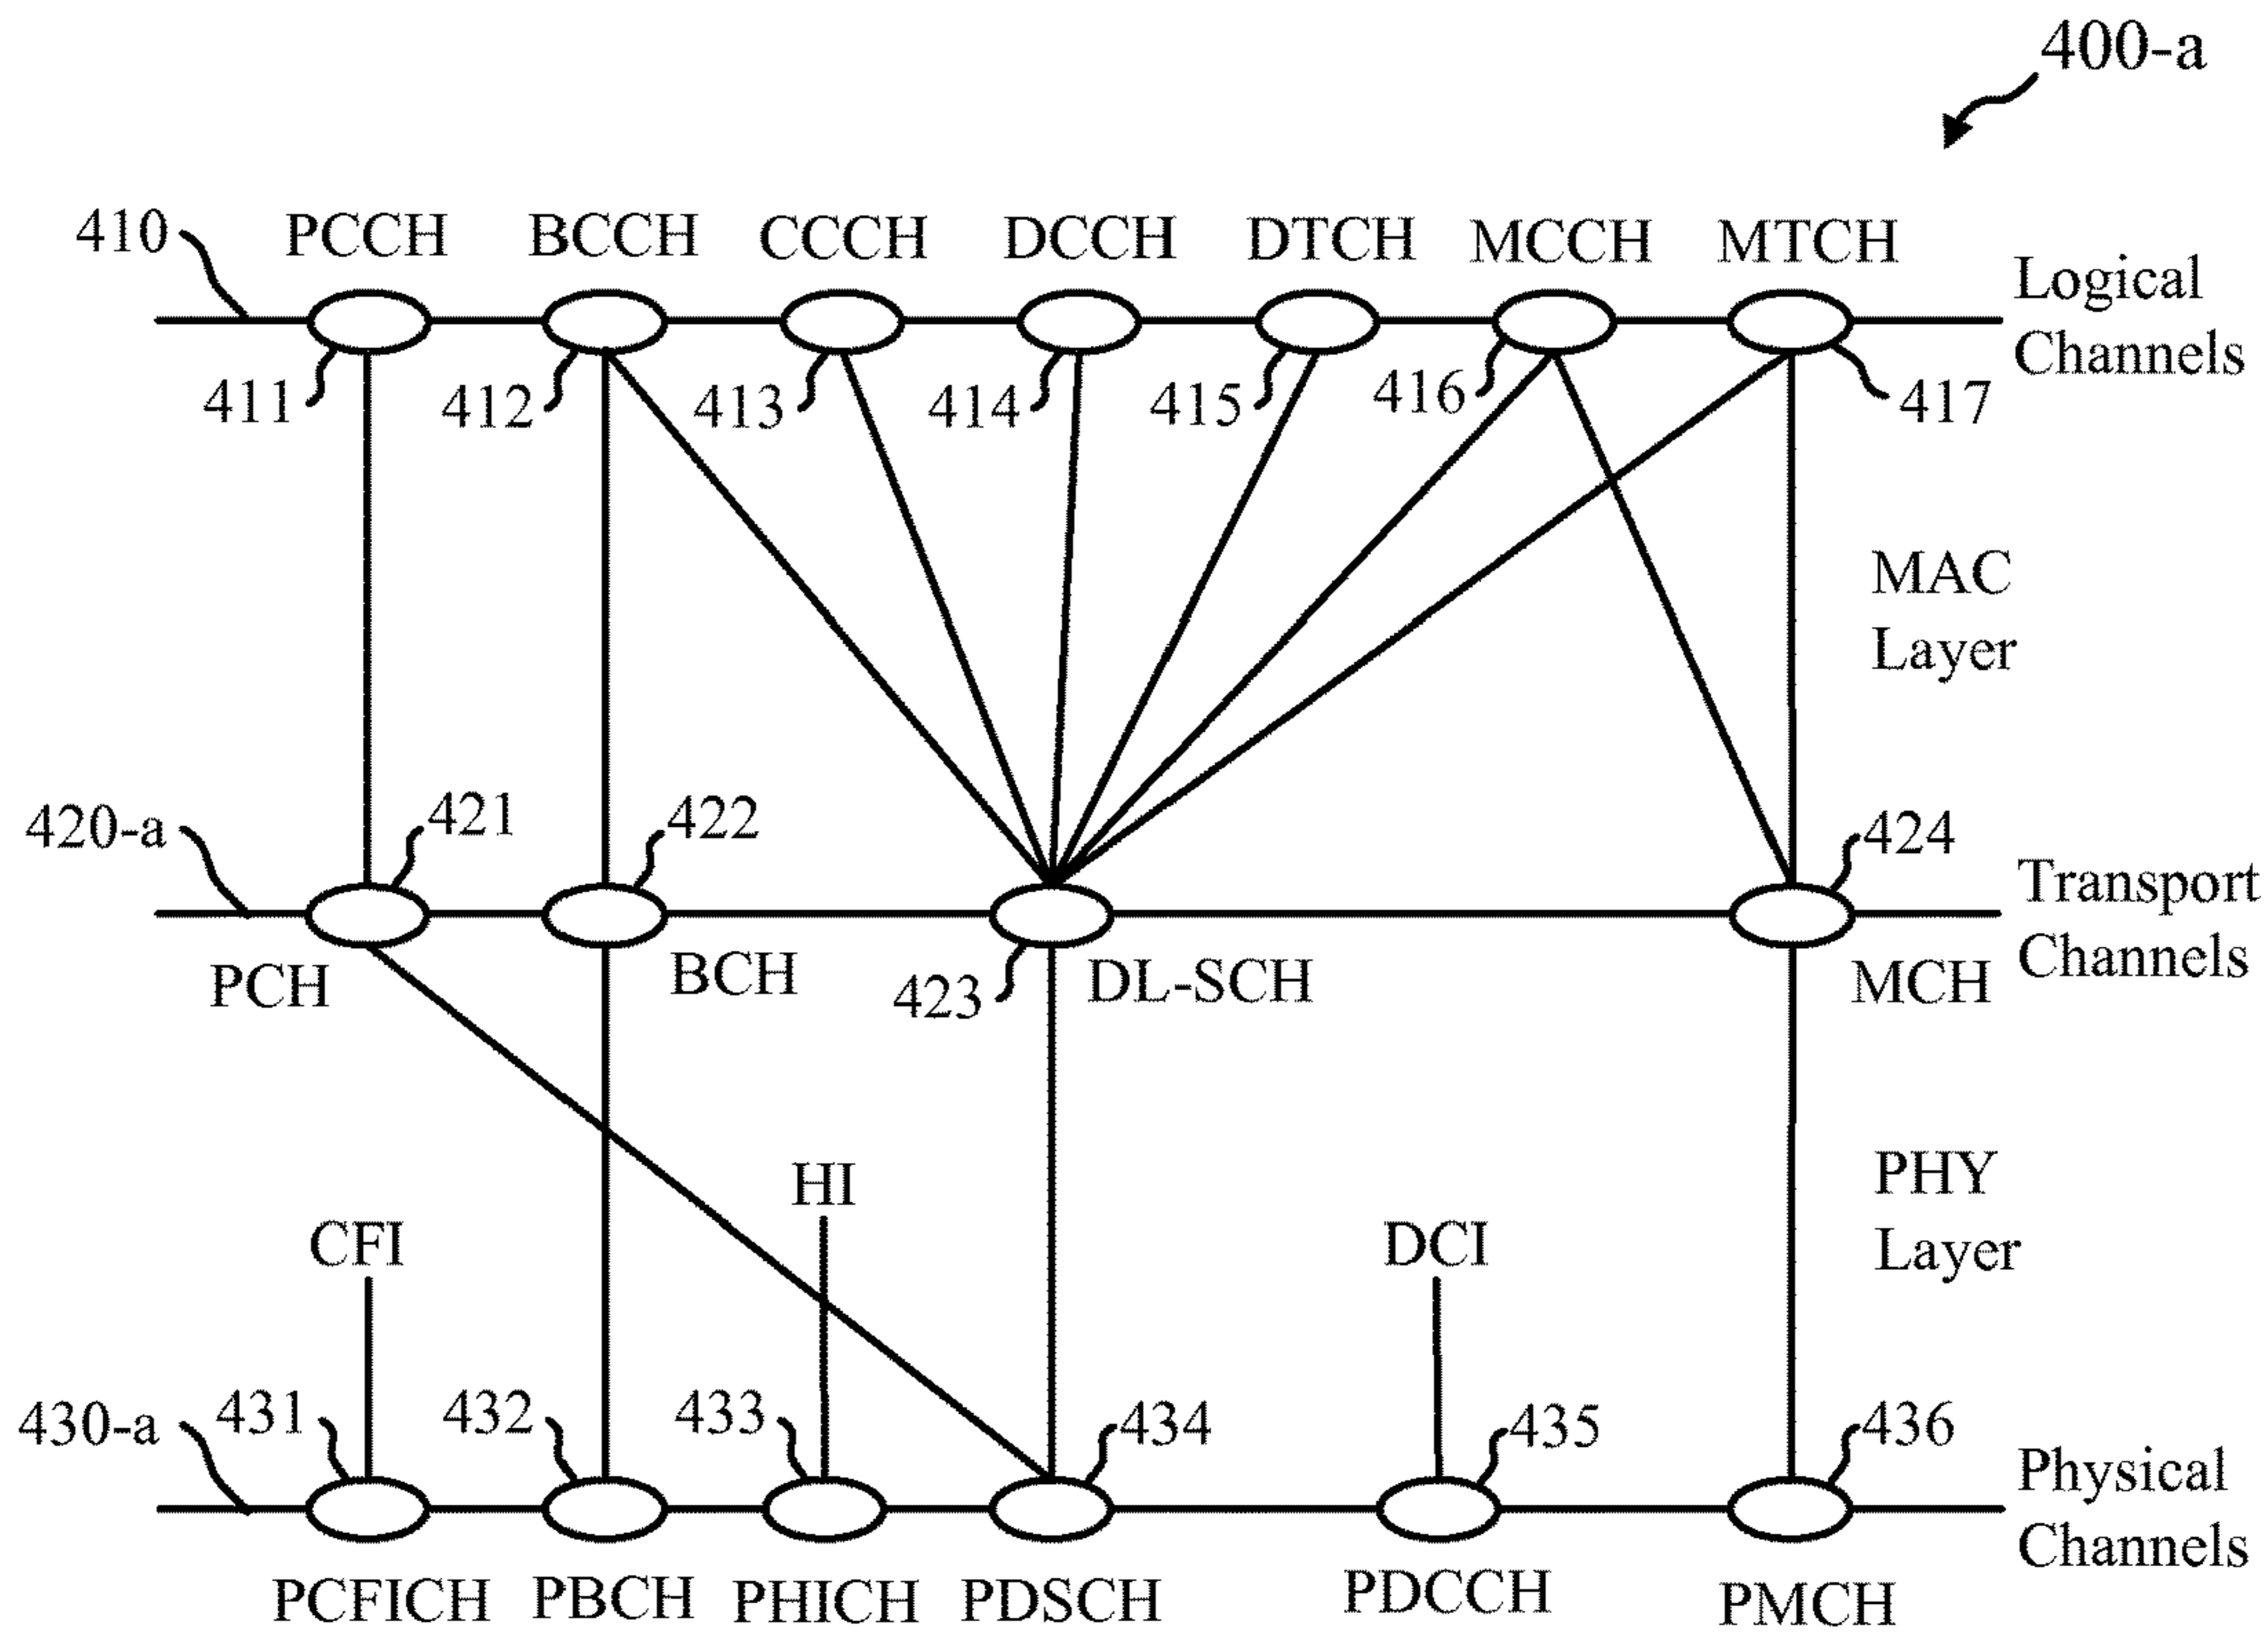 400-a
410
PCCH
BCCH
CCCH
DCCH
DTCH
MCCH
MTCH
Logical
Channels
411
412
413
414
415
416
417
MAC
Layer
420-a
421
422
424
Transport
Channels
PCH
BCH
423
DL-SCH
MCH
HI
CFI
DCI
PHY
Layer
430-a
431
432
433
434
435
436
Physical
Channels
PCFICH
PBCH
PHICH
PDSCH
PDCCH
PMCH